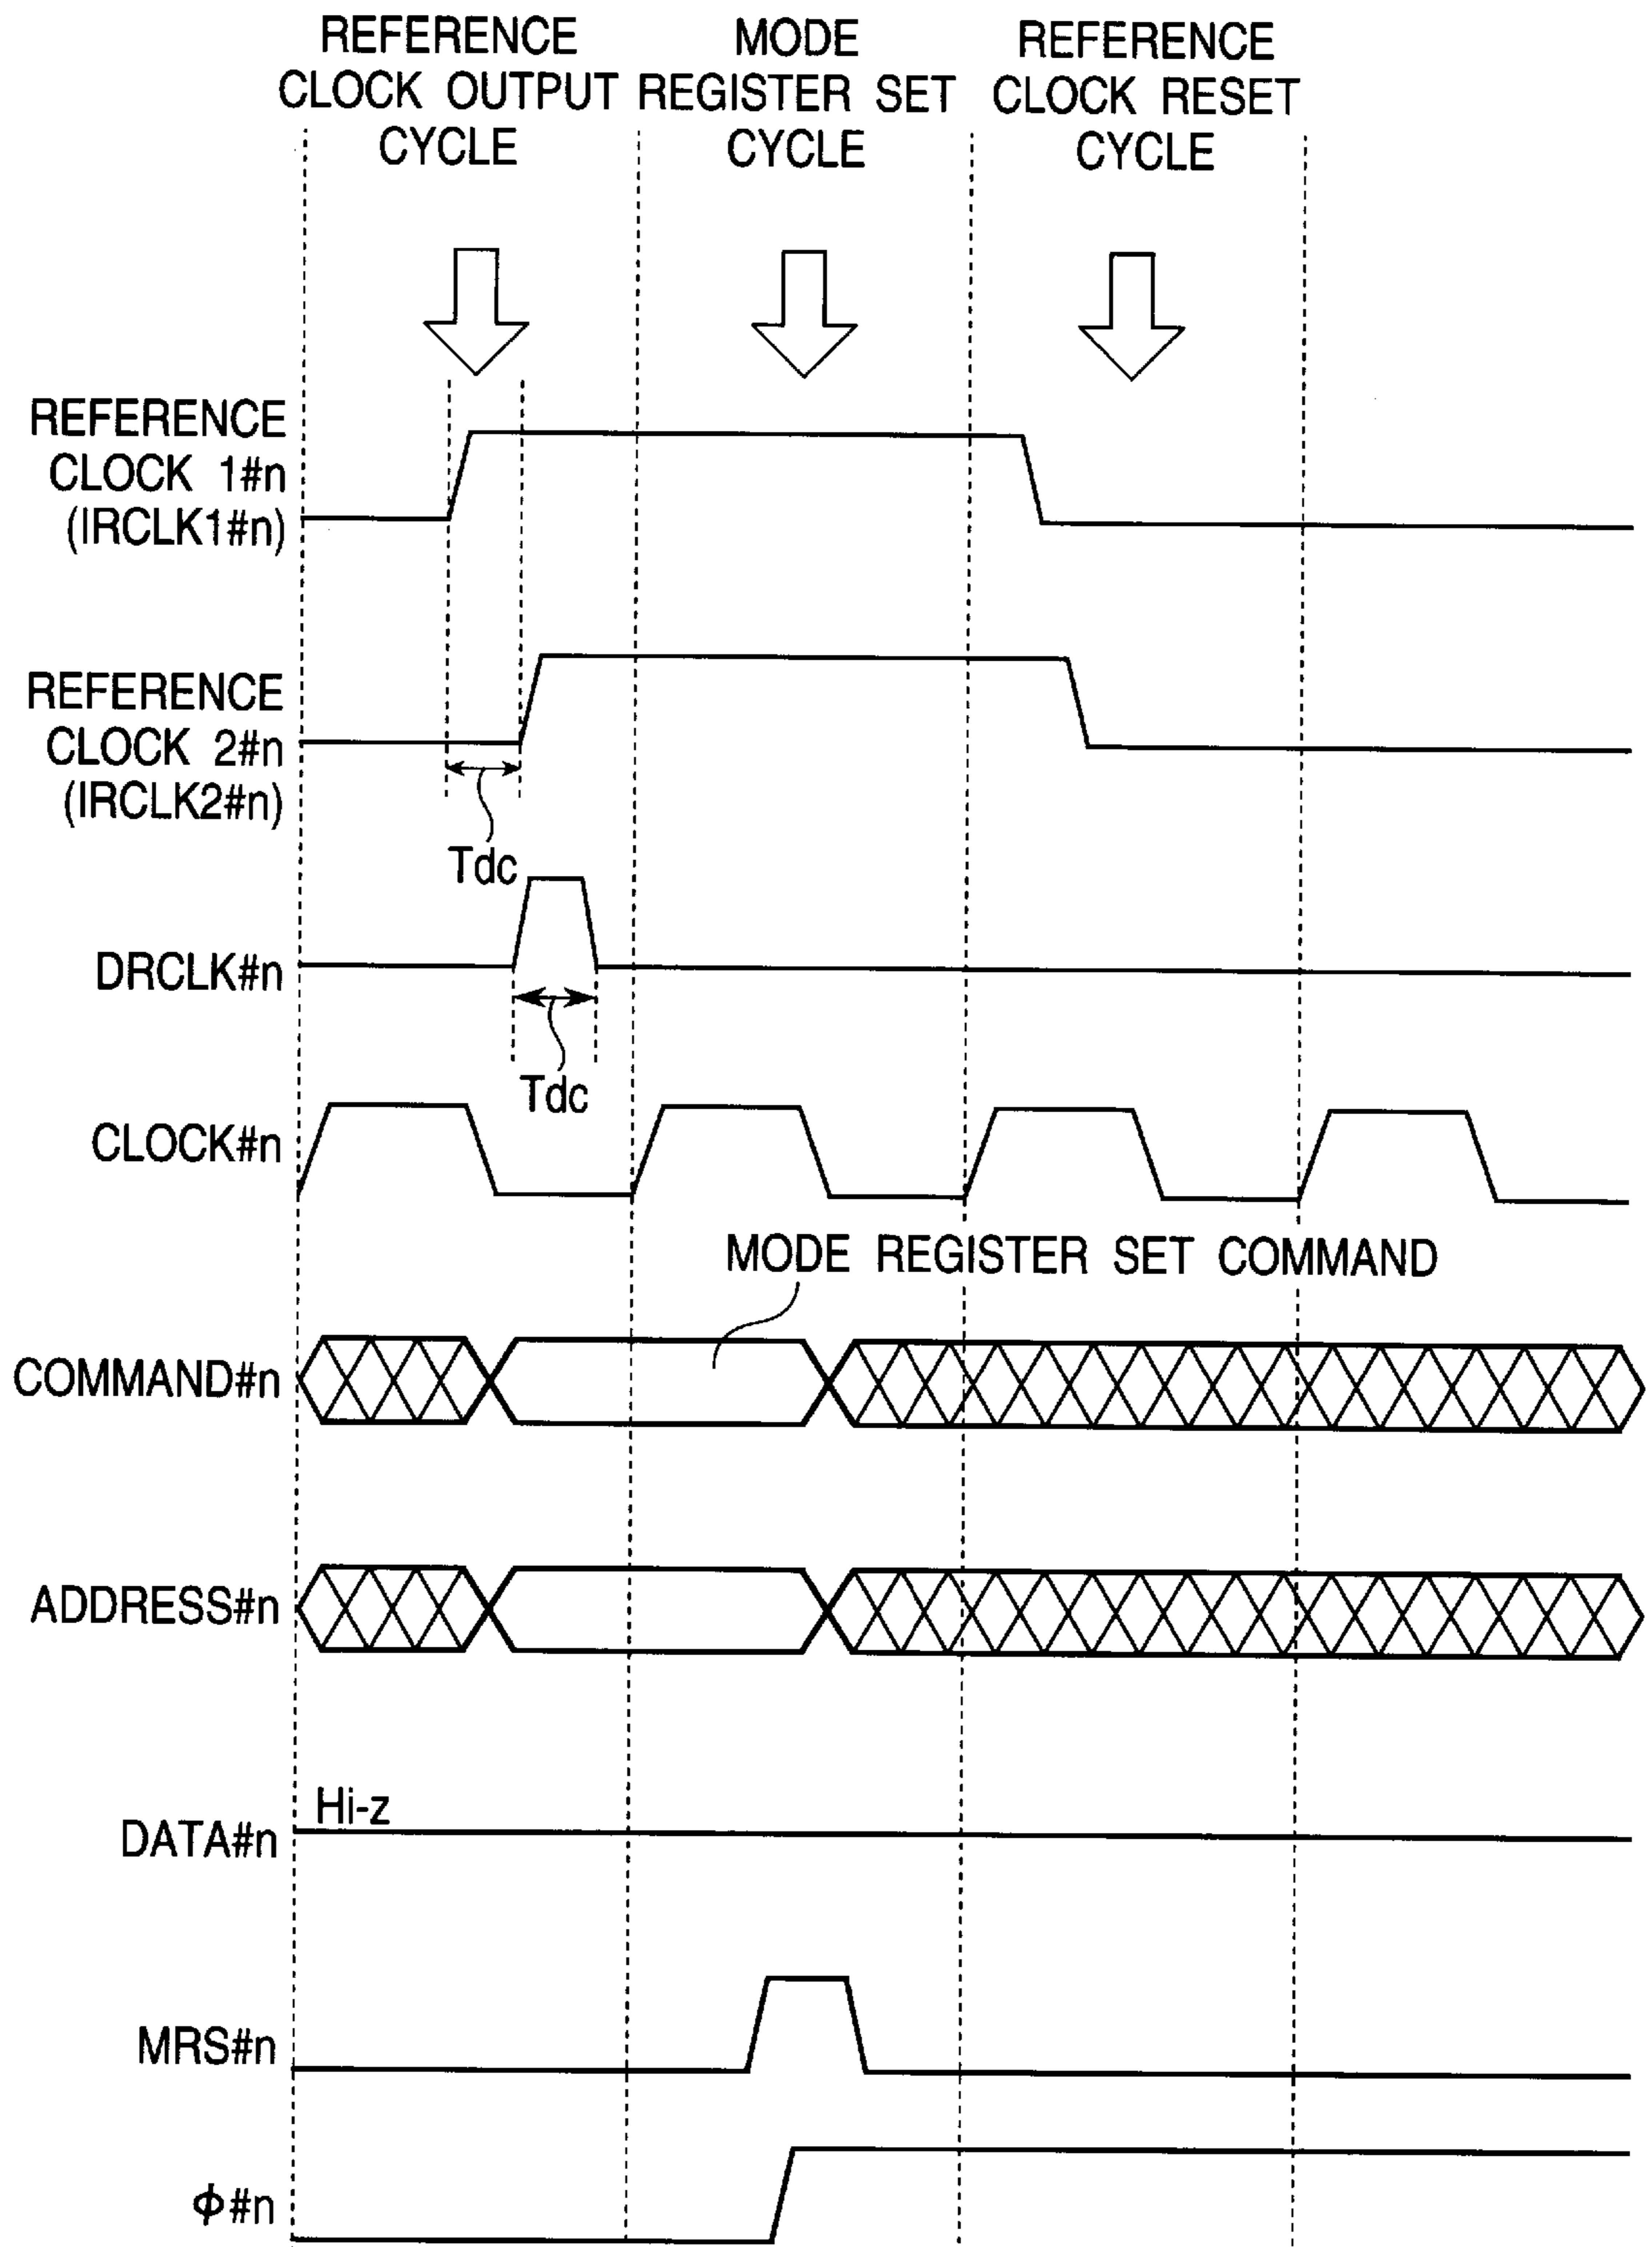 REFERENCE
CLOCK OUTPUT
CYCLE
MODE
REGISTER SET
CYCLE
REFERENCE
CLOCK RESET
CYCLE
REFERENCE
CLOCK 1#n
(IRCLK1#n)
REFERENCE
CLOCK 2#n
(IRCLK2#n)
Tdc
DRCLK#n
Tdc
CLOCK#n
MODE REGISTER SET COMMAND
COMMAND#n
ADDRESS#n
Hi-z
DATA#n
MRS#n
Φ#n